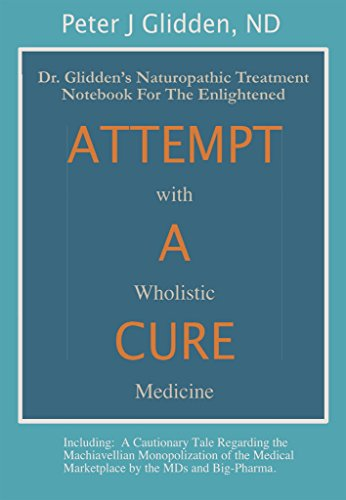 Peter J Glidden, ND
Dr. Glidden's Naturopathic Treatment
Notebook For The Enlightened
ATTEMPT
with
A
Wholistic
CURE
Medicine
Including: A Cautionary Tale Regarding the
Machiavellian Monopolization of the Medical
Marketplace by the MDs and Big-Pharma.